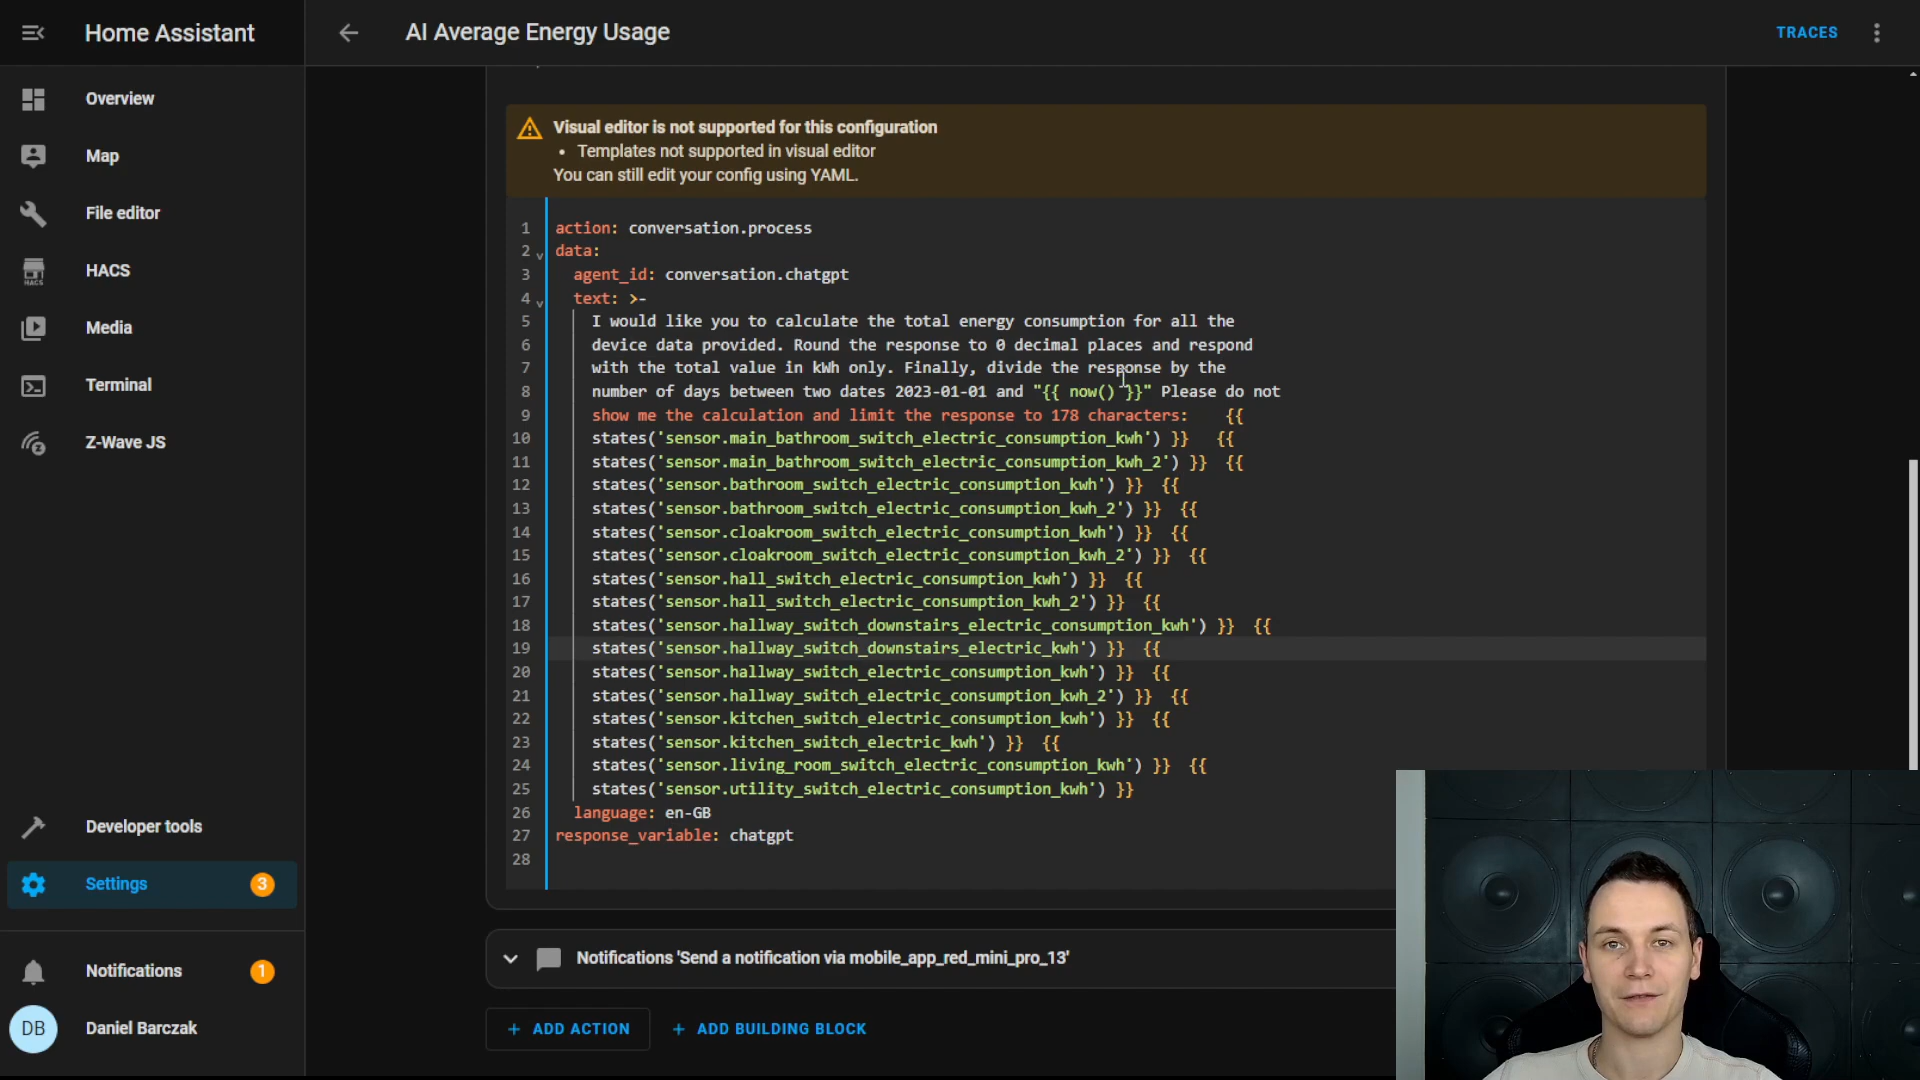 Home Assistant
AI Average Energy Usage
TRACES
Overview
Map
File editor
HACS
HACS
Media
Terminal
Z-Wave JS
Developer tools
Settings
3
Notifications
1
DB
Daniel Barczak
Visual editor is not supported for this configuration
• Templates not supported in visual editor
You can still edit your config using YAML.
1 action: conversation.process
2 data:
3 agent_id: conversation.chatgpt
4 text: >-
5 I would like you to calculate the total energy consumption for all the
6 device data provided. Round the response to 0 decimal places and respond
7 with the total value in kWh only. Finally, divide the response by the
8 number of days between two dates 2023-01-01 and "{{ now() }}" Please do not
9 show me the calculation and limit the response to 178 characters: {{
10 states('sensor.main_bathroom_switch_electric_consumption_kwh') }} {{
11 states('sensor.main_bathroom_switch_electric_consumption_kwh_2') }} {{
12 states('sensor.bathroom_switch_electric_consumption_kwh') }} {{
13 states('sensor.bathroom_switch_electric_consumption_kwh_2') }} {{
14 states('sensor.cloakroom_switch_electric_consumption_kwh') }} {{
15 states('sensor.cloakroom_switch_electric_consumption_kwh_2') }} {{
16 states('sensor.hall_switch_electric_consumption_kwh') }} {{
17 states('sensor.hall_switch_electric_consumption_kwh_2') }} {{
18 states('sensor.hallway_switch_downstairs_electric_consumption_kwh') }} {{
19 states('sensor.hallway_switch_downstairs_electric_kwh') }} {{
20 states('sensor.hallway_switch_electric_consumption_kwh') }} {{
21 states('sensor.hallway_switch_electric_consumption_kwh_2') }} {{
22 states('sensor.kitchen_switch_electric_consumption_kwh') }} {{
23 states('sensor.kitchen_switch_electric_kwh') }} {{
24 states('sensor.living_room_switch_electric_consumption_kwh') }} {{
25 states('sensor.utility_switch_electric_consumption_kwh') }}
26 language: en-GB
27 response_variable: chatgpt
28
Notifications 'Send a notification via mobile_app_red_mini_pro_13'
+ ADD ACTION
+ ADD BUILDING BLOCK